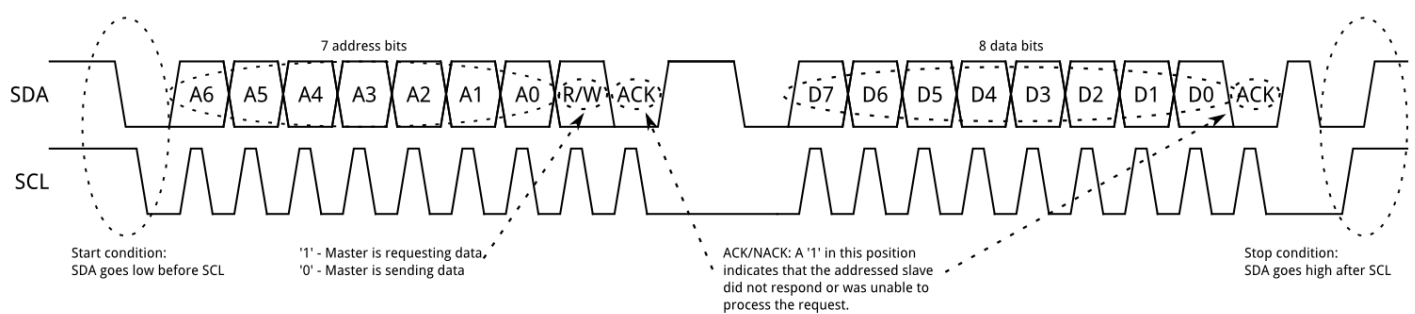 7 address bits
8 data bits
SDA A6 A5 A4 A3 A2 A1 A0 R/W ACK D7 D6 D5 D4 D3 D2 D1 D0 ACK
SCL
Start condition:
SDA goes low before SCL
'1' - Master is requesting data
'0' - Master is sending data
ACK/NACK: A '1' in this position
indicates that the addressed slave
did not respond or was unable to
process the request.
Stop condition:
SDA goes high after SCL